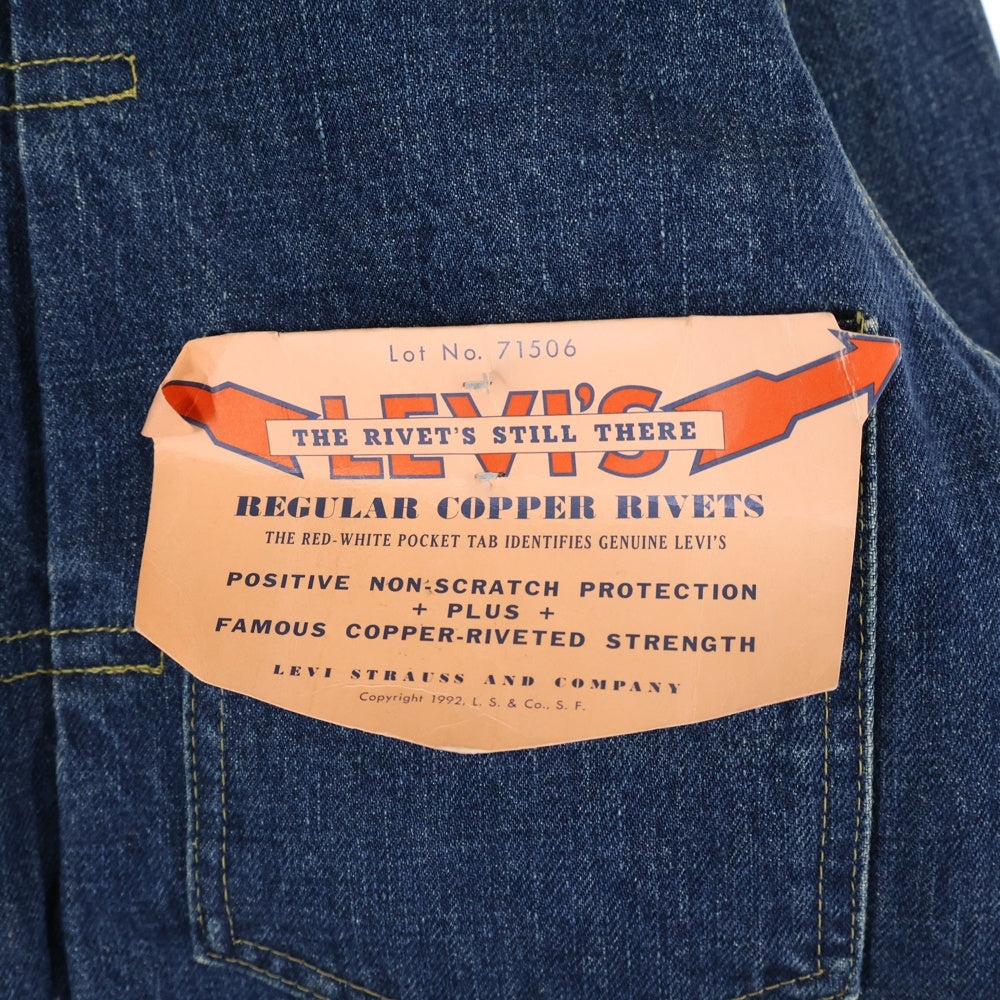 Lot No. 71506
LEVI'S
THE RIVET'S STILL THERE
REGULAR COPPER RIVETS
THE RED-WHITE POCKET TAB IDENTIFIES GENUINE LEVI'S
POSITIVE NON-SCRATCH PROTECTION
+ PLUS +
FAMOUS COPPER-RIVETED STRENGTH
LEVI STRAUSS AND COMPANY
Copyright 1992, L. S. & Co., S. F.